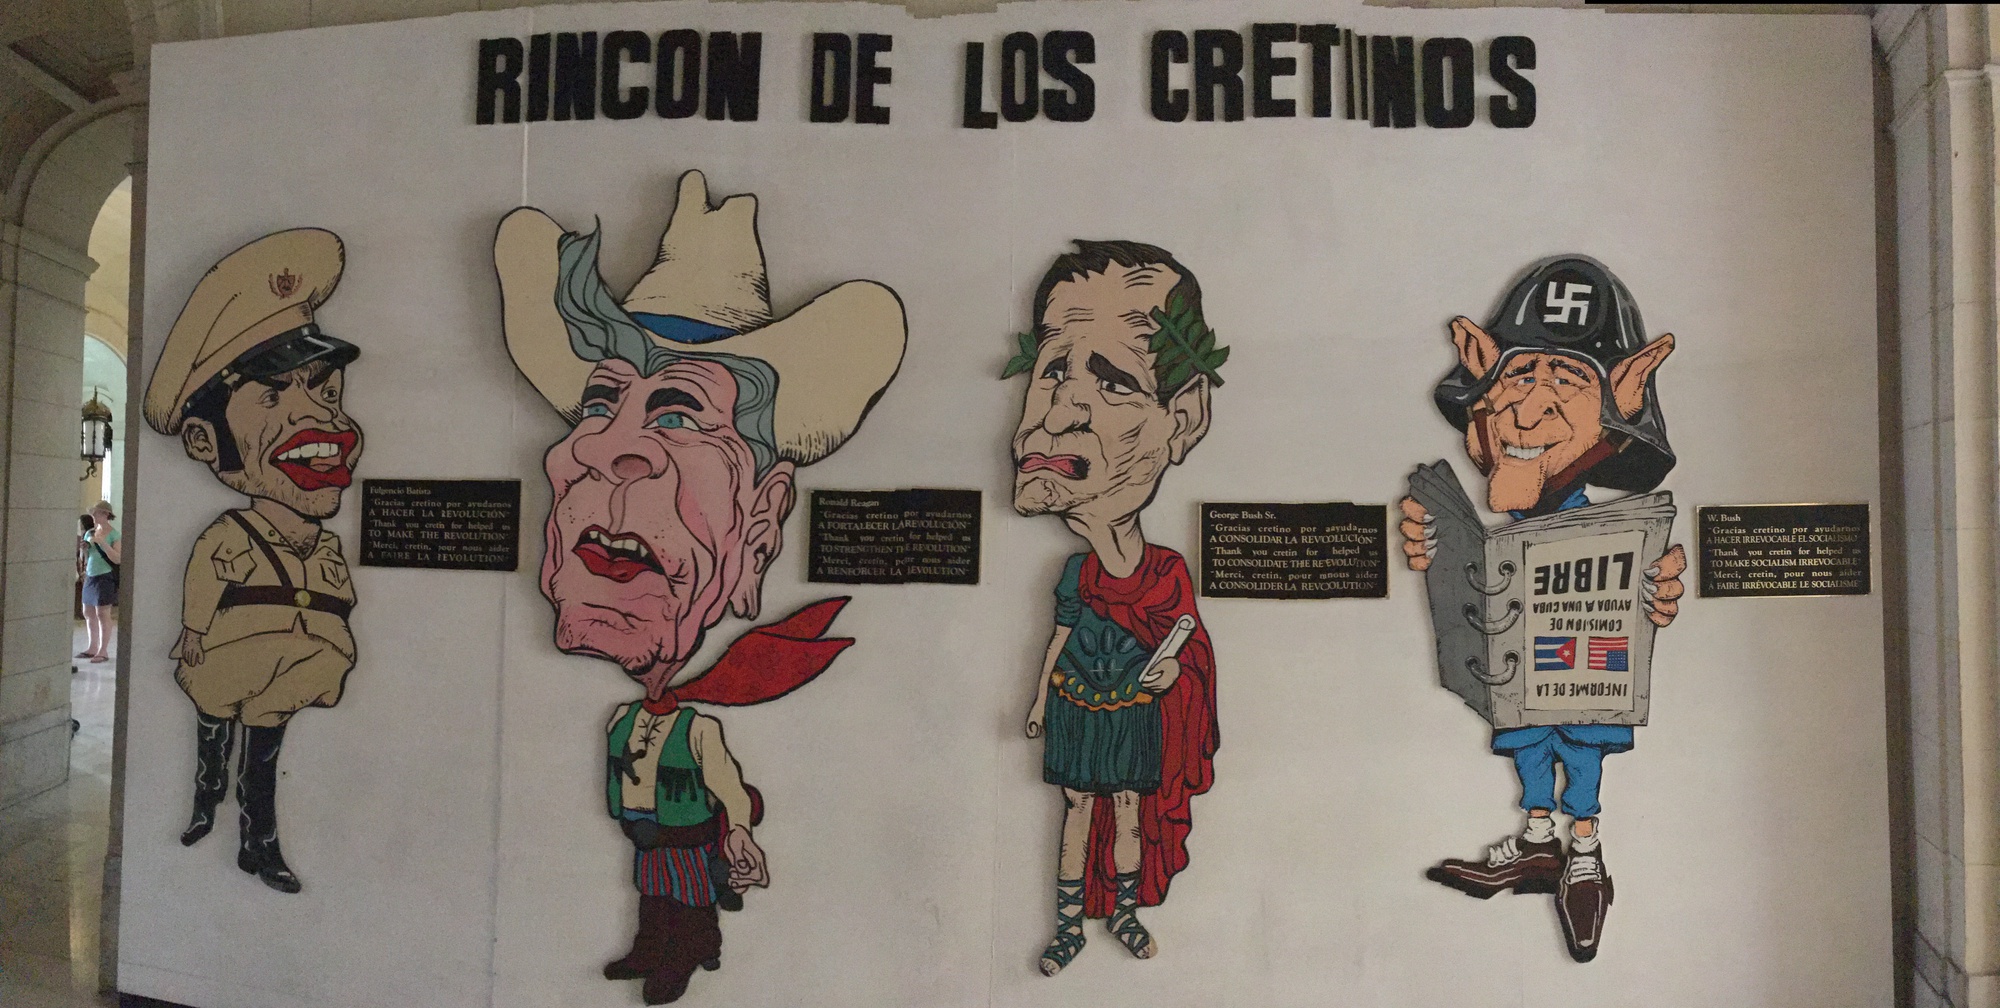 RINCON DE LOS CRETINOS
Fulgencio Batista
"Gracias cretino por ayudarnos
A HACER LA REVOLUCIÓN"
"Thank you cretin for helped us
TO MAKE THE REVOLUTION"
"Merci, cretin, pour nous aider
A FAIRE LA REVOLUTION"
Ronald Reagan
"Gracias cretino por ayudarnos
A FORTALECER LA REVOLUCIÓN"
"Thank you cretin for helped us
TO STRENGTHEN THE REVOLUTION"
"Merci, cretin, pour nous aider
A RENFORCER LA REVOLUTION"
George Bush Sr.
"Gracias cretino por ayudarnos
A CONSOLIDAR LA REVOLUCIÓN"
"Thank you cretin for helped us
TO CONSOLIDATE THE REVOLUTION"
"Merci, cretin, pour nous aider
A CONSOLIDER LA REVOLUTION"
LIBRE
AYUDA A UNA CUBA
COMISION DE
INFORME DE LA
W. Bush
"Gracias cretino por ayudarnos
A HACER IRREVOCABLE EL SOCIALISMO"
"Thank you cretin for helped us
TO MAKE SOCIALISM IRREVOCABLE"
"Merci, cretin, pour nous aider
A FAIRE IRRÉVOCABLE LE SOCIALISME"